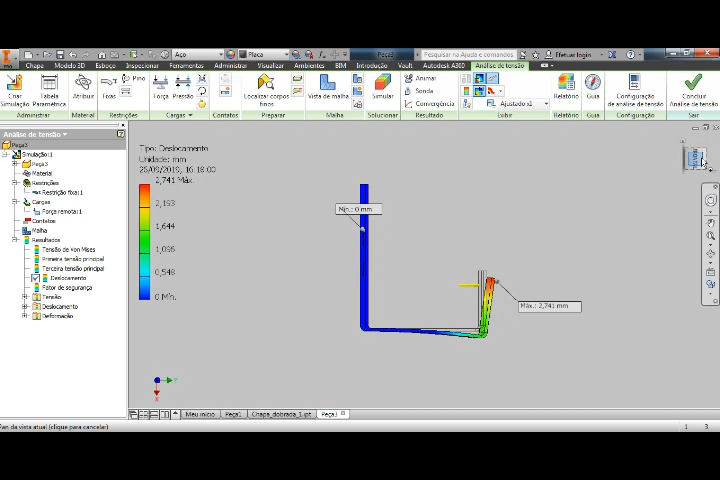 Aço
Placa
Peça3
Pesquisar na Ajuda e comandos
Efetuar login
PRO
Chapa
Modelo 3D
Esboço
Inspecionar
Ferramentas
Administrar
Visualizar
Ambientes
BIM
Introdução
Vault
Autodesk A360
Análise de tensão
Criar Simulação
Tabela Paramétrica
Atribuir
Fixas
Pino
Força
Pressão
Localizar corpos finos
Vista de malha
Simular
Animar
Sonda
Convergência
Ajustado x1
Relatório
Guia
Configuração de análise de tensão
Concluir Análise de tensão
Administrar
Material
Restrições
Cargas
Contatos
Preparar
Malha
Solucionar
Resultado
Exibir
Relatório
Guia
Configurações
Sair
Análise de tensão
Peça3
Simulação:1
Peça3
Material
Restrições
Restrição fixa:1
Cargas
Força remota:1
Contatos
Malha
Resultados
Tensão de Von Mises
Primeira tensão principal
Terceira tensão principal
Deslocamento
Fator de segurança
Tensão
Deslocamento
Deformação
Tipo: Deslocamento
Unidade: mm
26/09/2019, 16:18:00
2,741 Máx.
2,193
1,644
1,096
0,548
0 Mín.
Mín.: 0 mm
Máx.: 2,741 mm
Meu início
Peça1
Chapa_dobrada_1.ipt
Peça3
Pan da vista atual (clique para cancelar)
1
3